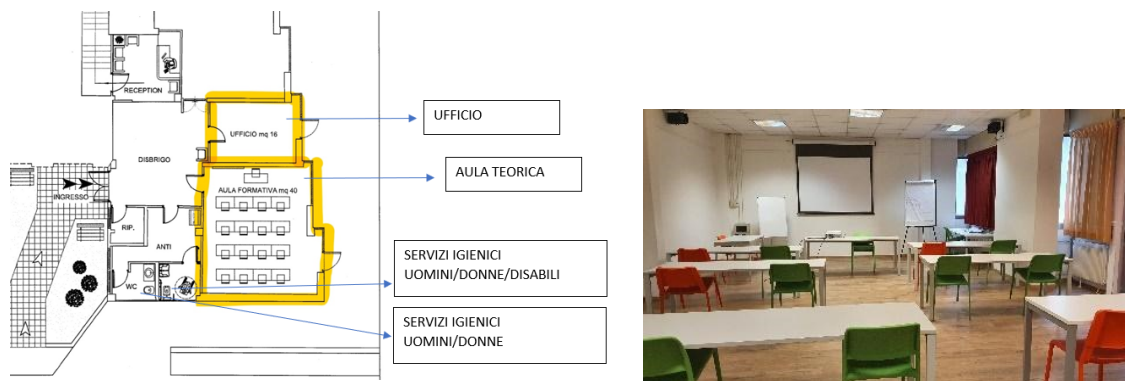 RECEPTION
UFFICIO mq 16
DISBRIGO
AULA FORMATIVA mq 40
INGRESSO
RIP.
ANTI
WC
UFFICIO
AULA TEORICA
SERVIZI IGIENICI
UOMINI/DONNE/DISABILI
SERVIZI IGIENICI
UOMINI/DONNE